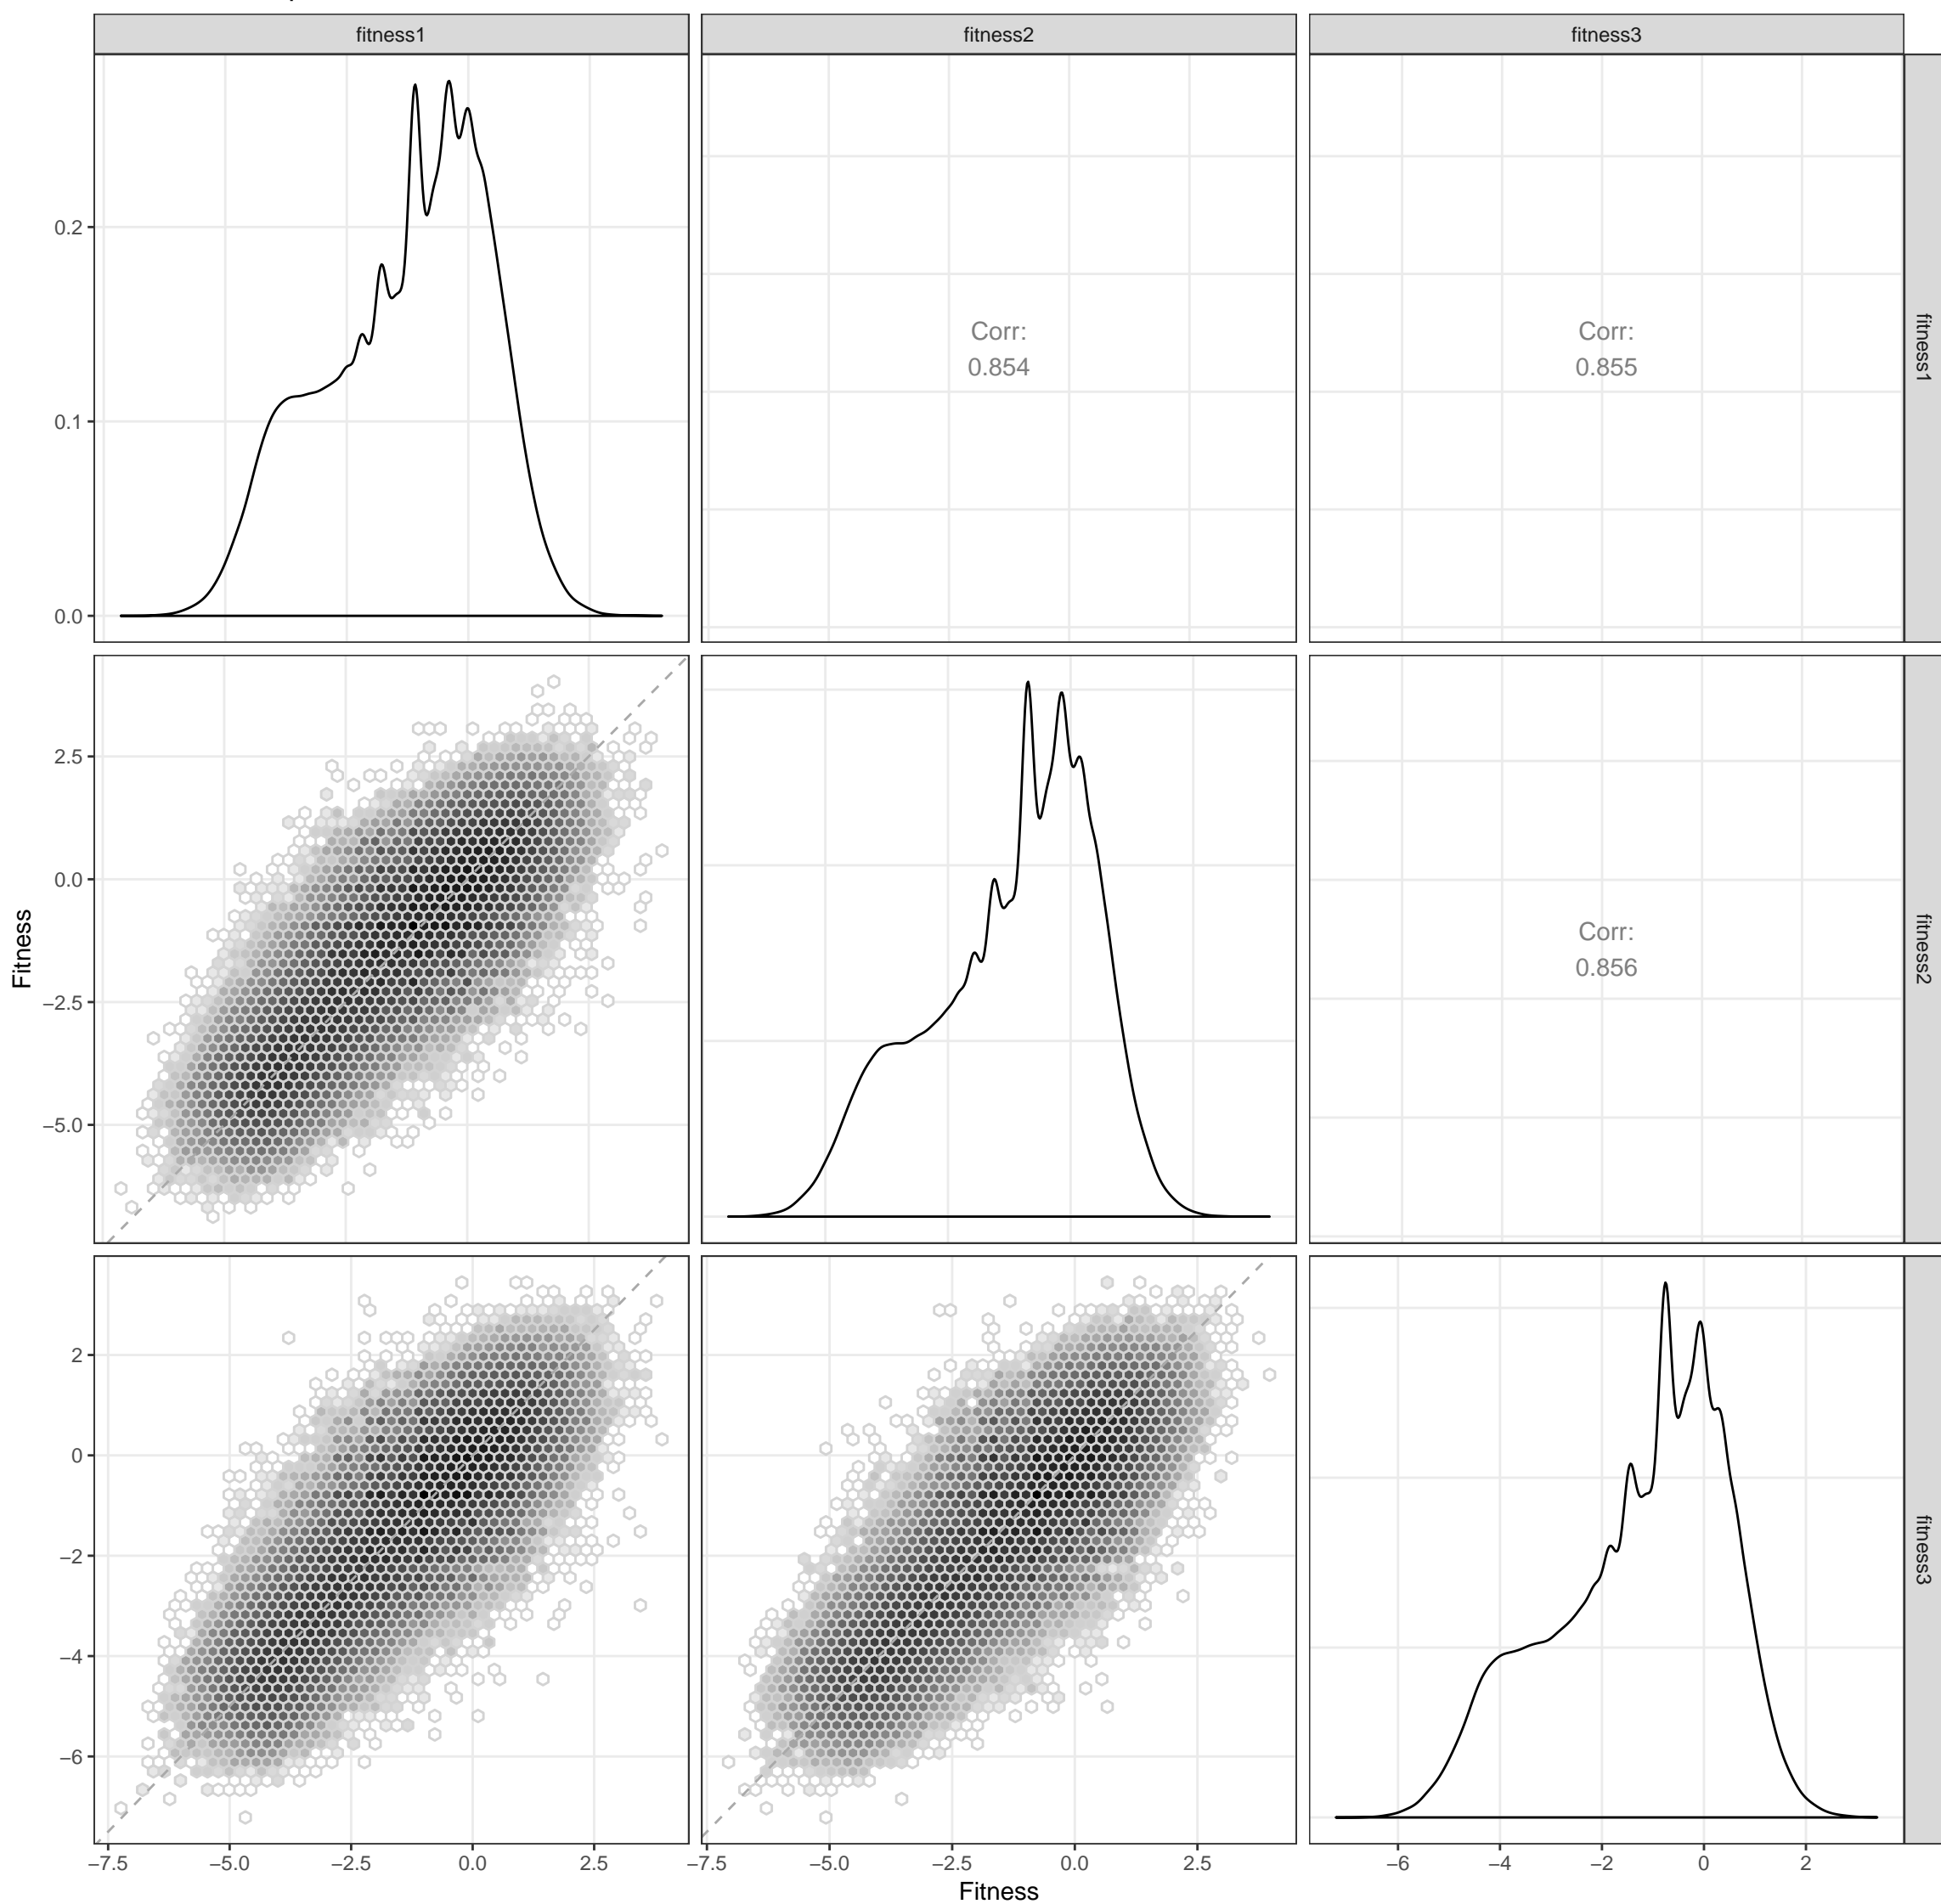 fitness1 fitness2 fitness3
0.2
0.1
0.0
Corr:
0.854
Corr:
0.855
fitness1
2.5
0.0
−2.5
−5.0
Corr:
0.856
fitness2
Fitness
2
0
−2
−4
−6
fitness3
−7.5 −5.0 −2.5 0.0 2.5 −7.5 −5.0 −2.5 0.0 2.5 −6 −4 −2 0 2
Fitness